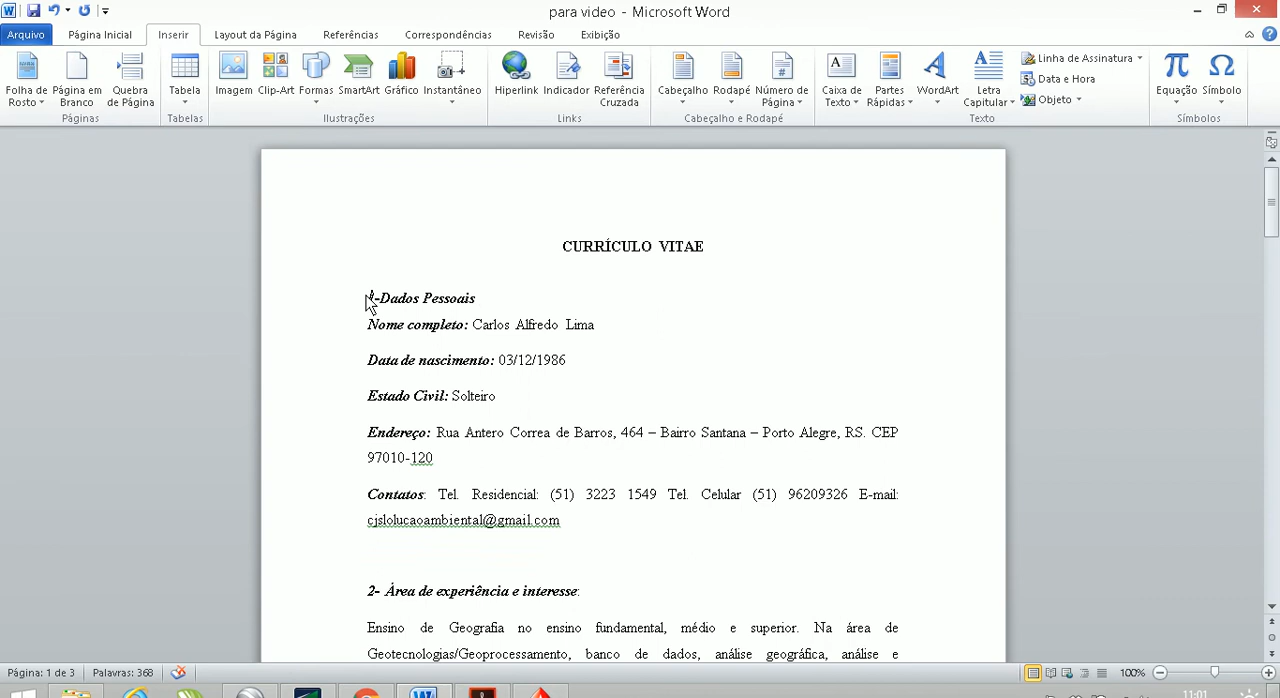 para video - Microsoft Word
Arquivo Página Inicial Inserir Layout da Página Referências Correspondências Revisão Exibição
Folha de Rosto Página em Branco Quebra de Página Tabela Imagem Clip-Art SmartArt Gráfico Instantâneo Hiperlink Indicador Referência Cruzada Cabeçalho Rodapé Número de Página Caixa de Texto Partes Rápidas WordArt Letra Capitular Linha de Assinatura Data e Hora Objeto Equação Símbolo
Páginas Tabelas Ilustrações Links Cabeçalho e Rodapé Texto Símbolos
CURRÍCULO VITAE
-Dados Pessoais
Nome completo: Carlos Alfredo Lima
Data de nascimento: 03/12/1986
Estado Civil: Solteiro
Endereço: Rua Antero Correa de Barros, 464 – Bairro Santana – Porto Alegre, RS. CEP
97010-120
Contatos: Tel. Residencial: (51) 3223 1549 Tel. Celular (51) 96209326 E-mail:
cjslolucaoambiental@gmail.com
2- Área de experiência e interesse:
Ensino de Geografia no ensino fundamental, médio e superior. Na área de
Geotecnologias/Geoprocessamento, banco de dados, análise geográfica, análise e
Página: 1 de 3 Palavras: 368 100%
11:01